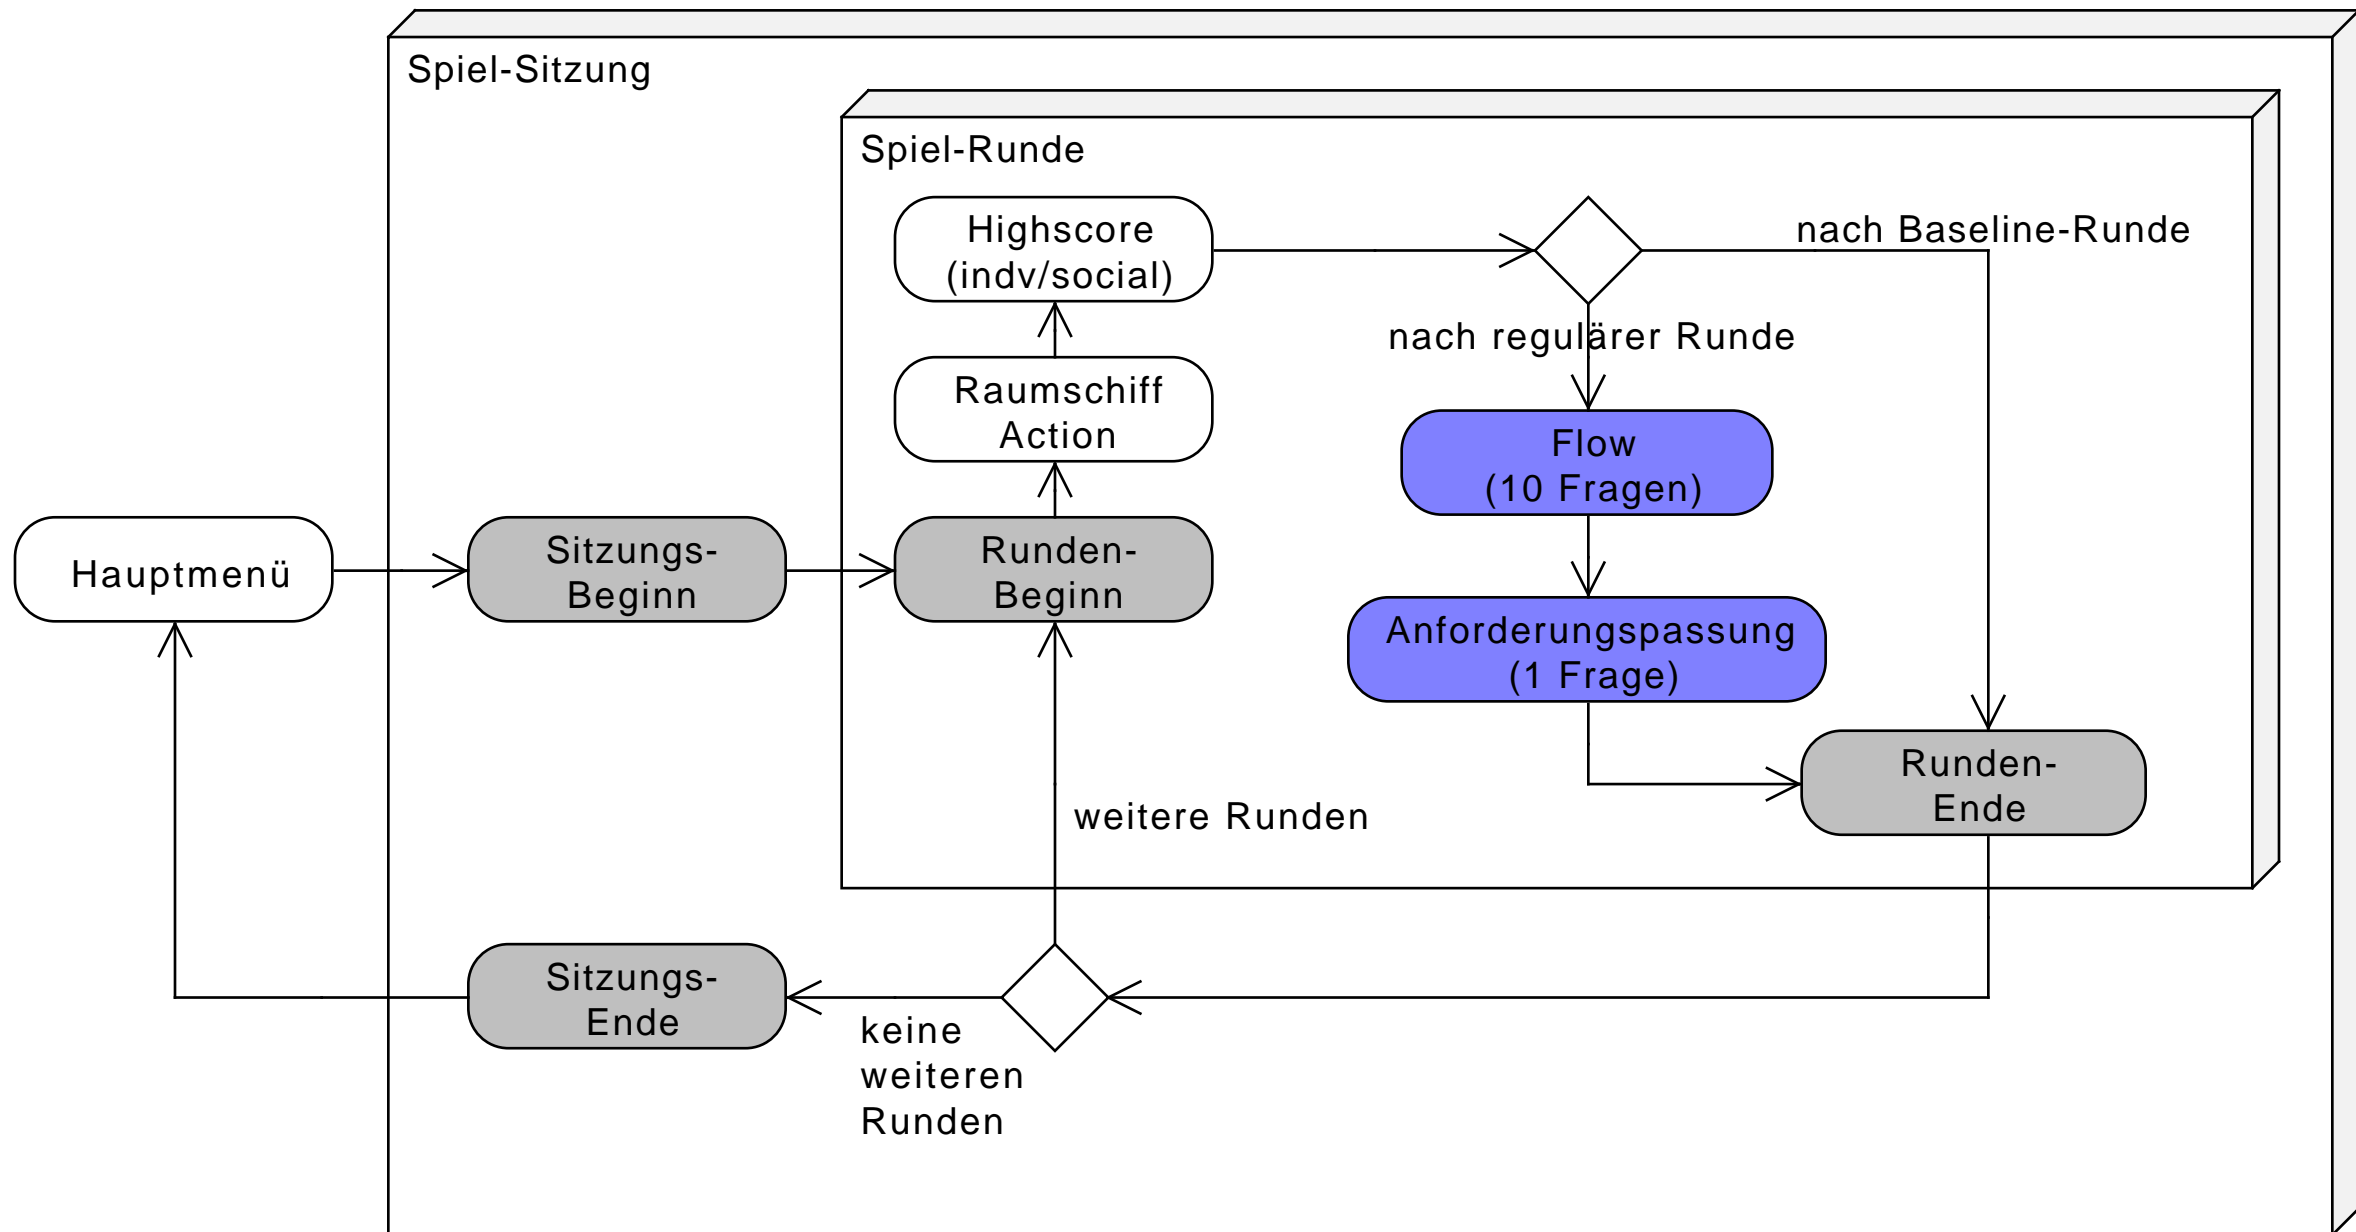 Spiel-Sitzung
Spiel-Runde
Highscore
(indv/social)
nach Baseline-Runde
nach regulärer Runde
Raumschiff
Action
Flow
(10 Fragen)
Hauptmenü
Sitzungs-
Beginn
Runden-
Beginn
Anforderungspassung
(1 Frage)
Runden-
Ende
weitere Runden
Sitzungs-
Ende
keine
weiteren
Runden